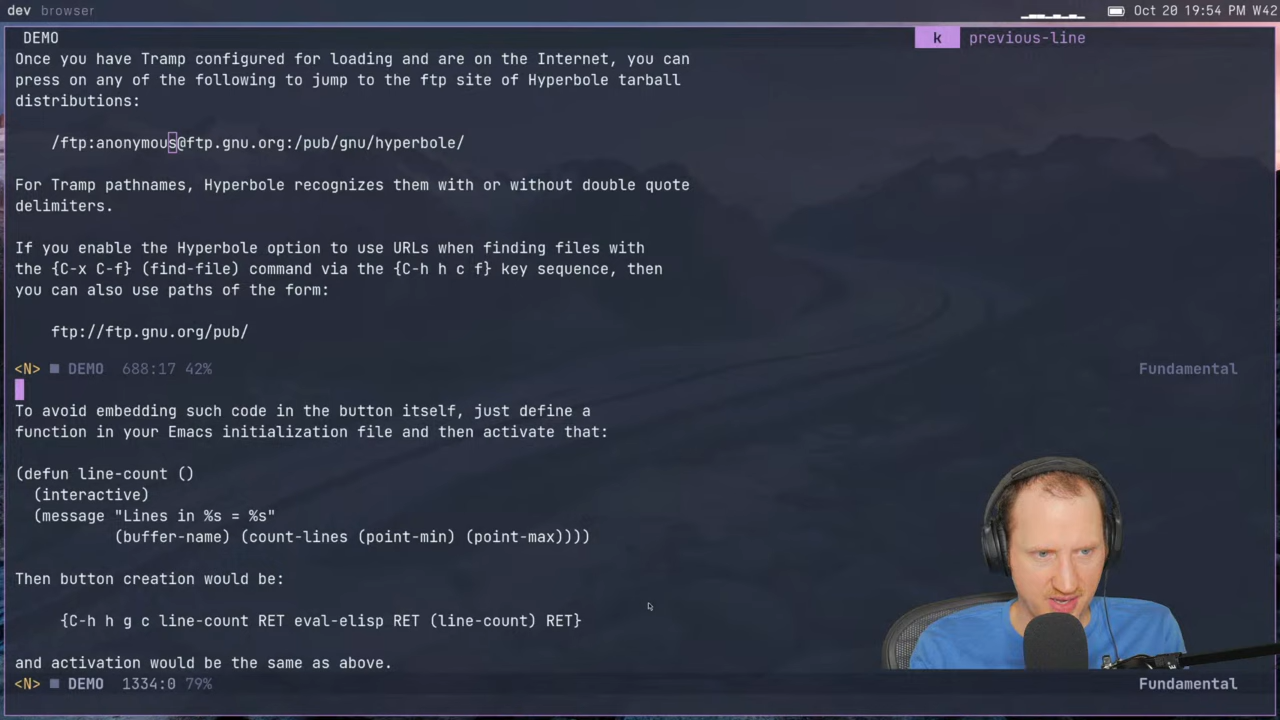 dev browser
Oct 20 19:54 PM W42
DEMO
k previous-line
Once you have Tramp configured for loading and are on the Internet, you can
press on any of the following to jump to the ftp site of Hyperbole tarball
distributions:
/ftp:anonymous@ftp.gnu.org:/pub/gnu/hyperbole/
For Tramp pathnames, Hyperbole recognizes them with or without double quote
delimiters.
If you enable the Hyperbole option to use URLs when finding files with
the {C-x C-f} (find-file) command via the {C-h h c f} key sequence, then
you can also use paths of the form:
ftp://ftp.gnu.org/pub/
<N> DEMO 688:17 42% Fundamental
To avoid embedding such code in the button itself, just define a
function in your Emacs initialization file and then activate that:
(defun line-count ()
(interactive)
(message "Lines in %s = %s"
(buffer-name) (count-lines (point-min) (point-max))))
Then button creation would be:
{C-h h g c line-count RET eval-elisp RET (line-count) RET}
and activation would be the same as above.
<N> DEMO 1334:0 79% Fundamental